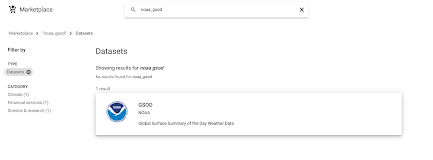 Marketplace
noaa_gsod
Marketplace > "noaa_gsod" > Datasets
Filter by
TYPE
Datasets
CATEGORY
Climate (1)
Financial services (1)
Science & research (1)
Datasets
Showing results for noaa gsod
No results found for noaa_gsod
1 result
GSOD
NOAA
Global Surface Summary of the Day Weather Data